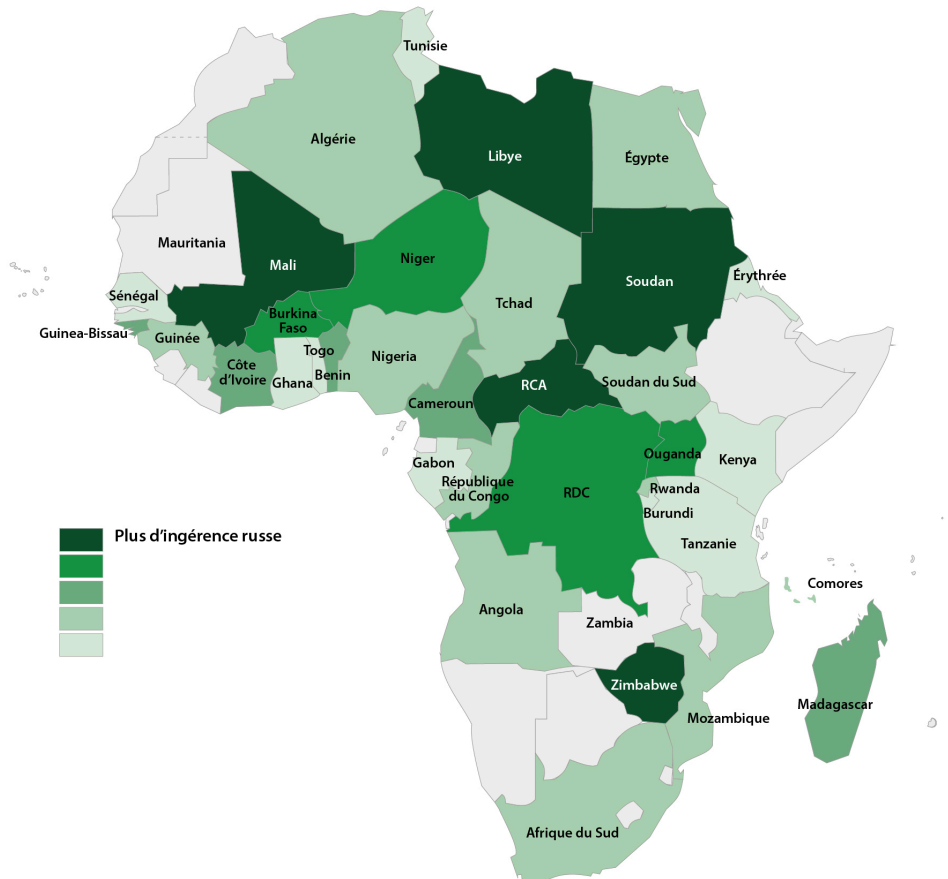 Tunisie
Algérie
Libye
Égypte
Mauritania
Mali
Niger
Tchad
Soudan
Érythrée
Sénégal
Guinea-Bissau
Guinée
Burkina
Faso
Côte
d’Ivoire
Ghana
Togo
Benin
Nigeria
Cameroun
RCA
Soudan du Sud
Gabon
République
du Congo
RDC
Ouganda
Kenya
Rwanda
Burundi
Tanzanie
Plus d’ingérence russe
Comores
Angola
Zambia
Zimbabwe
Mozambique
Madagascar
Afrique du Sud